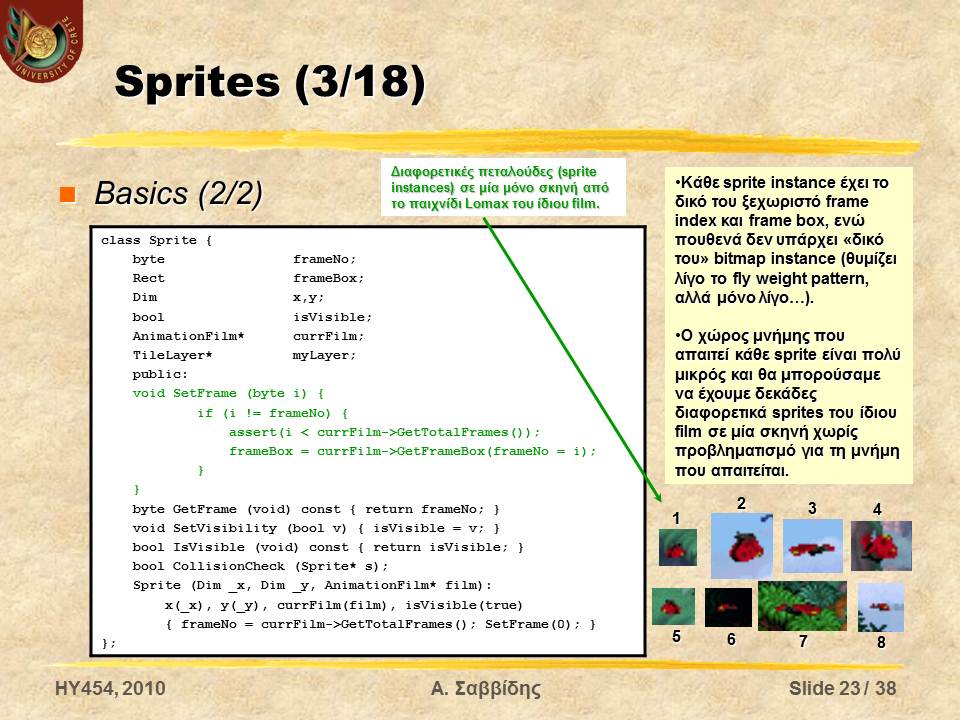 UNIVERSITY OF CRETE
Sprites (3/18)
Basics (2/2)
Διαφορετικές πεταλούδες (sprite
instances) σε μία μόνο σκηνή από
το παιχνίδι Lomax του ίδιου film.
class Sprite {
byte frameNo;
Rect frameBox;
Dim x,y;
bool isVisible;
AnimationFilm* currFilm;
TileLayer* myLayer;
public:
void SetFrame (byte i) {
if (i != frameNo) {
assert(i < currFilm->GetTotalFrames());
frameBox = currFilm->GetFrameBox(frameNo = i);
}
}
byte GetFrame (void) const { return frameNo; }
void SetVisibility (bool v) { isVisible = v; }
bool IsVisible (void) const { return isVisible; }
bool CollisionCheck (Sprite* s);
Sprite (Dim _x, Dim _y, AnimationFilm* film):
x(_x), y(_y), currFilm(film), isVisible(true)
{ frameNo = currFilm->GetTotalFrames(); SetFrame(0); }
};
•Κάθε sprite instance έχει το
δικό του ξεχωριστό frame
index και frame box, ενώ
πουθενά δεν υπάρχει «δικό
του» bitmap instance (θυμίζει
λίγο το fly weight pattern,
αλλά μόνο λίγο…).
•Ο χώρος μνήμης που
απαιτεί κάθε sprite είναι πολύ
μικρός και θα μπορούσαμε
να έχουμε δεκάδες
διαφορετικά sprites του ίδιου
film σε μία σκηνή χωρίς
προβληματισμό για τη μνήμη
που απαιτείται.
1
2
3
4
5
6
7
8
HY454, 2010
Α. Σαββίδης
Slide 23 / 38